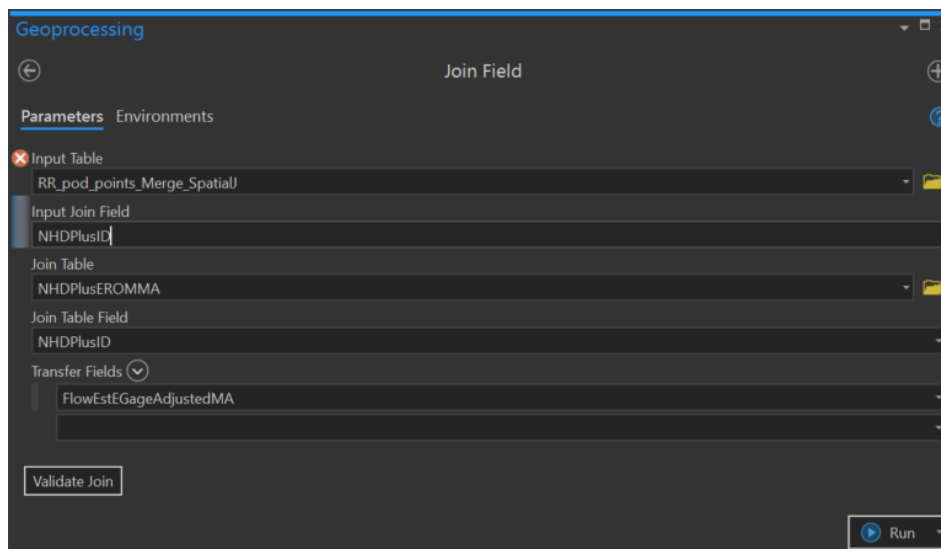 Geoprocessing
Join Field
Parameters Environments
Input Table
RR_pod_points_Merge_SpatialJ
Input Join Field
NHDPlusID
Join Table
NHDPlusEROMMA
Join Table Field
NHDPlusID
Transfer Fields
FlowEstEGageAdjustedMA
Validate Join
Run